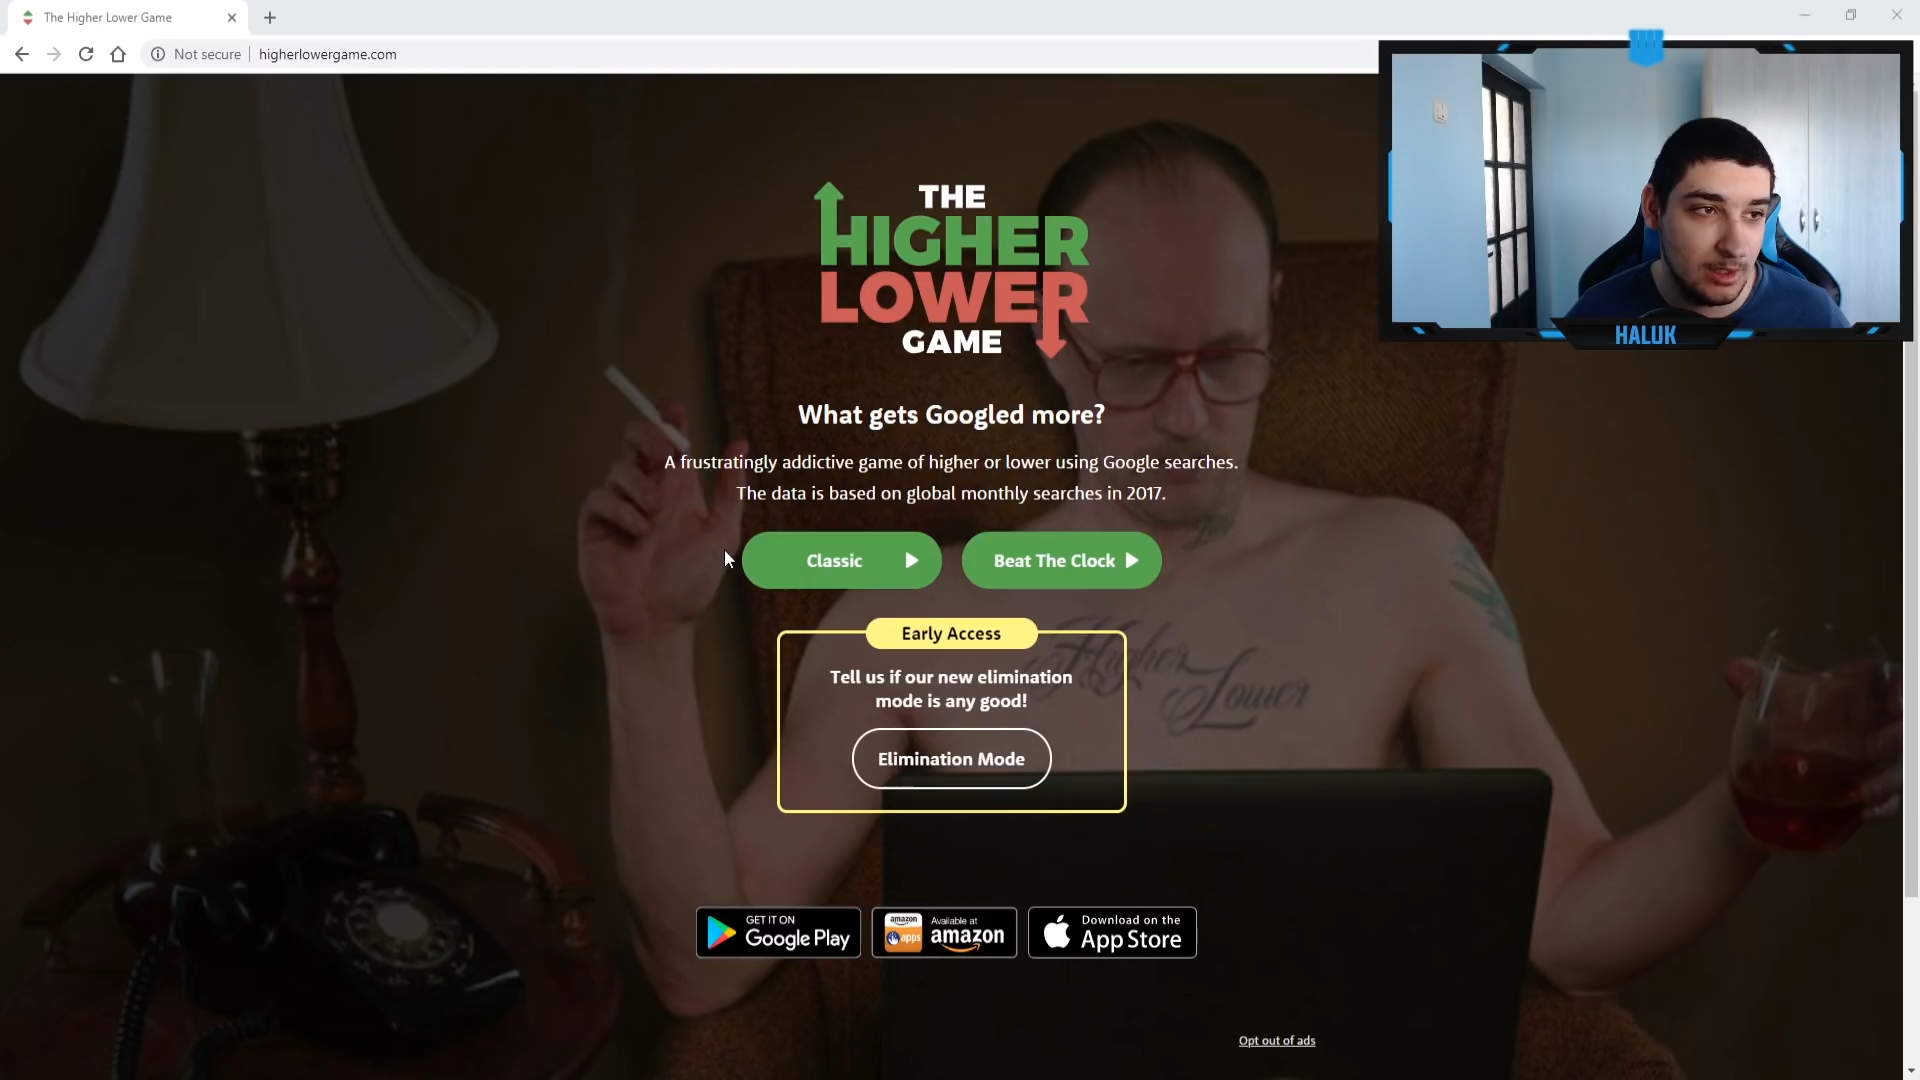 The Higher Lower Game
Not secure
higherlowergame.com
HALUK
THE
HIGHER
LOWER
GAME
What gets Googled more?
A frustratingly addictive game of higher or lower using Google searches.
The data is based on global monthly searches in 2017.
Classic
Beat The Clock
Early Access
Tell us if our new elimination
mode is any good!
Elimination Mode
Higher
Lower
GET IT ON
Google Play
amazon
apps
Available at
amazon
Download on the
App Store
Opt out of ads